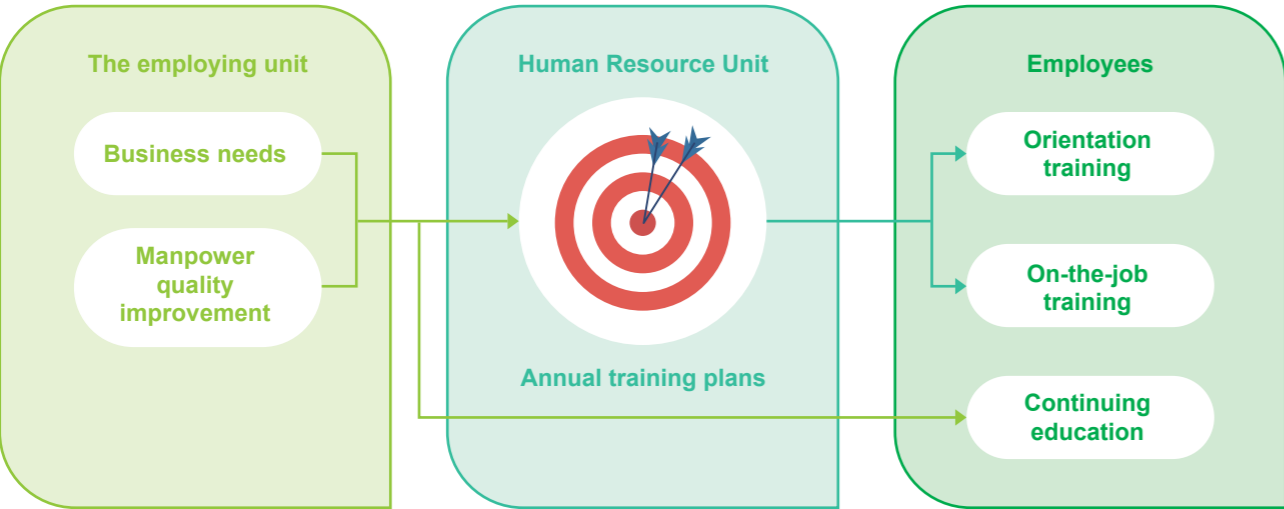 The employing unit
Business needs
Manpower
quality
improvement
Human Resource Unit
Annual training plans
Employees
Orientation
training
On-the-job
training
Continuing
education